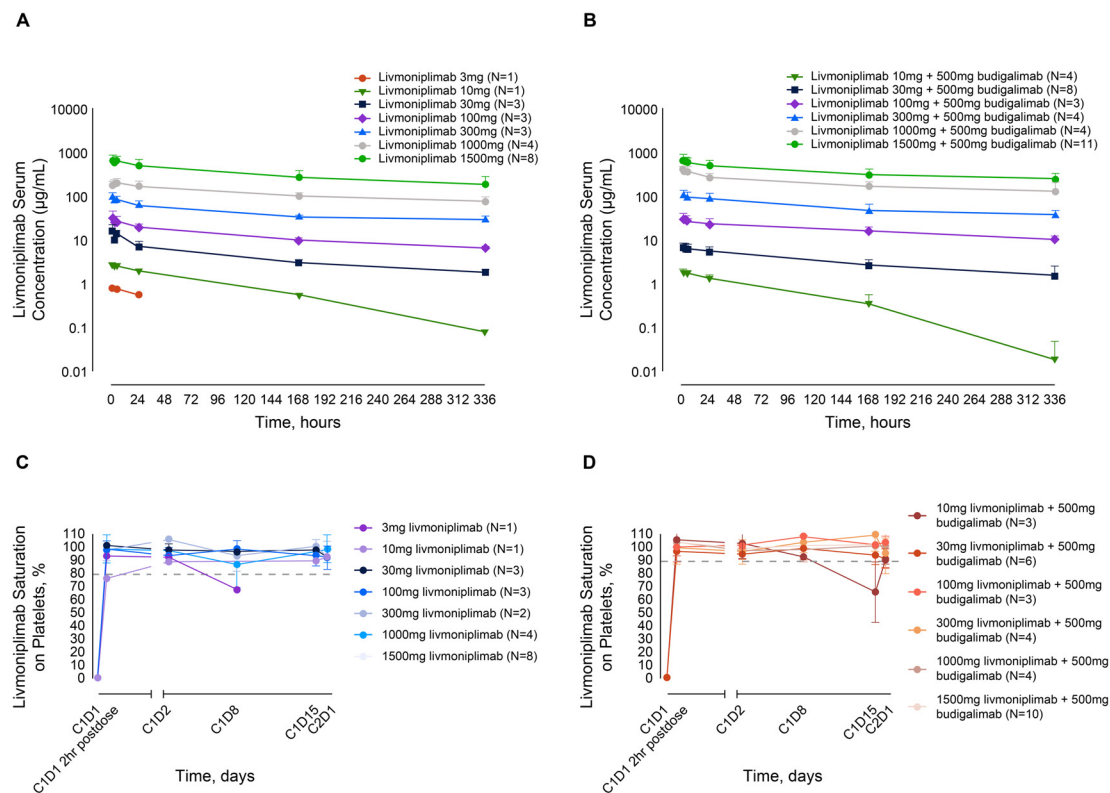 A
Livmoniplimab 3mg (N=1)
Livmoniplimab 10mg (N=1)
Livmoniplimab 30mg (N=3)
Livmoniplimab 100mg (N=3)
Livmoniplimab 300mg (N=3)
Livmoniplimab 1000mg (N=4)
Livmoniplimab 1500mg (N=8)
Livmoniplimab Serum
Concentration (µg/mL)
10000
1000
100
10
1
0.1
0.01
0 24 48 72 96 120 144 168 192 216 240 264 288 312 336
Time, hours
B
Livmoniplimab 10mg + 500mg budigalimab (N=4)
Livmoniplimab 30mg + 500mg budigalimab (N=8)
Livmoniplimab 100mg + 500mg budigalimab (N=3)
Livmoniplimab 300mg + 500mg budigalimab (N=4)
Livmoniplimab 1000mg + 500mg budigalimab (N=4)
Livmoniplimab 1500mg + 500mg budigalimab (N=11)
Livmoniplimab Serum
Concentration (µg/mL)
10000
1000
100
10
1
0.1
0.01
0 24 48 72 96 120 144 168 192 216 240 264 288 312 336
Time, hours
C
3mg livmoniplimab (N=1)
10mg livmoniplimab (N=1)
30mg livmoniplimab (N=3)
100mg livmoniplimab (N=3)
300mg livmoniplimab (N=2)
1000mg livmoniplimab (N=4)
1500mg livmoniplimab (N=8)
Livmoniplimab Saturation
on Platelets, %
110
100
90
80
70
60
50
40
30
20
10
0
C1D1
C1D1 2hr postdose
C1D2
C1D8
C1D15
C2D1
Time, days
D
10mg livmoniplimab + 500mg
budigalimab (N=3)
30mg livmoniplimab + 500mg
budigalimab (N=6)
100mg livmoniplimab + 500mg
budigalimab (N=3)
300mg livmoniplimab + 500mg
budigalimab (N=4)
1000mg livmoniplimab + 500mg
budigalimab (N=4)
1500mg livmoniplimab + 500mg
budigalimab (N=10)
Livmoniplimab Saturation
on Platelets, %
110
100
90
80
70
60
50
40
30
20
10
0
C1D1
C1D1 2hr postdose
C1D2
C1D8
C1D15
C2D1
Time, days